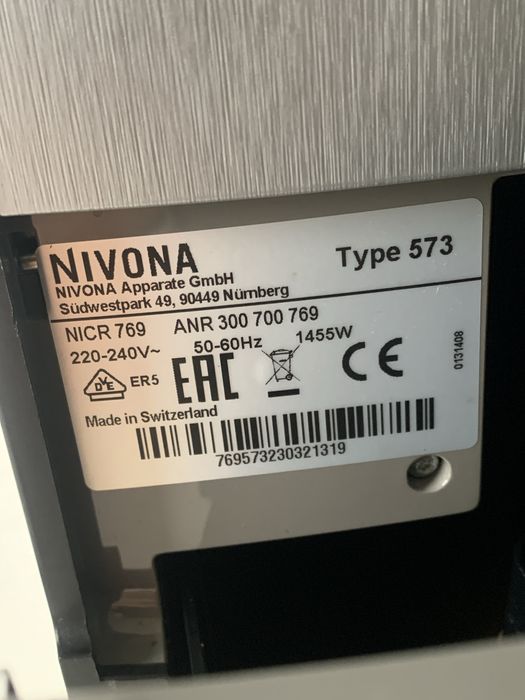 NIVONA
Type 573
NIVONA Apparate GmbH
Südwestpark 49, 90449 Nürnberg
NICR 769 ANR 300 700 769
220-240V~ 50-60Hz 1455W
DVE ER5 EAC CE
0131408
Made in Switzerland
769573230321319